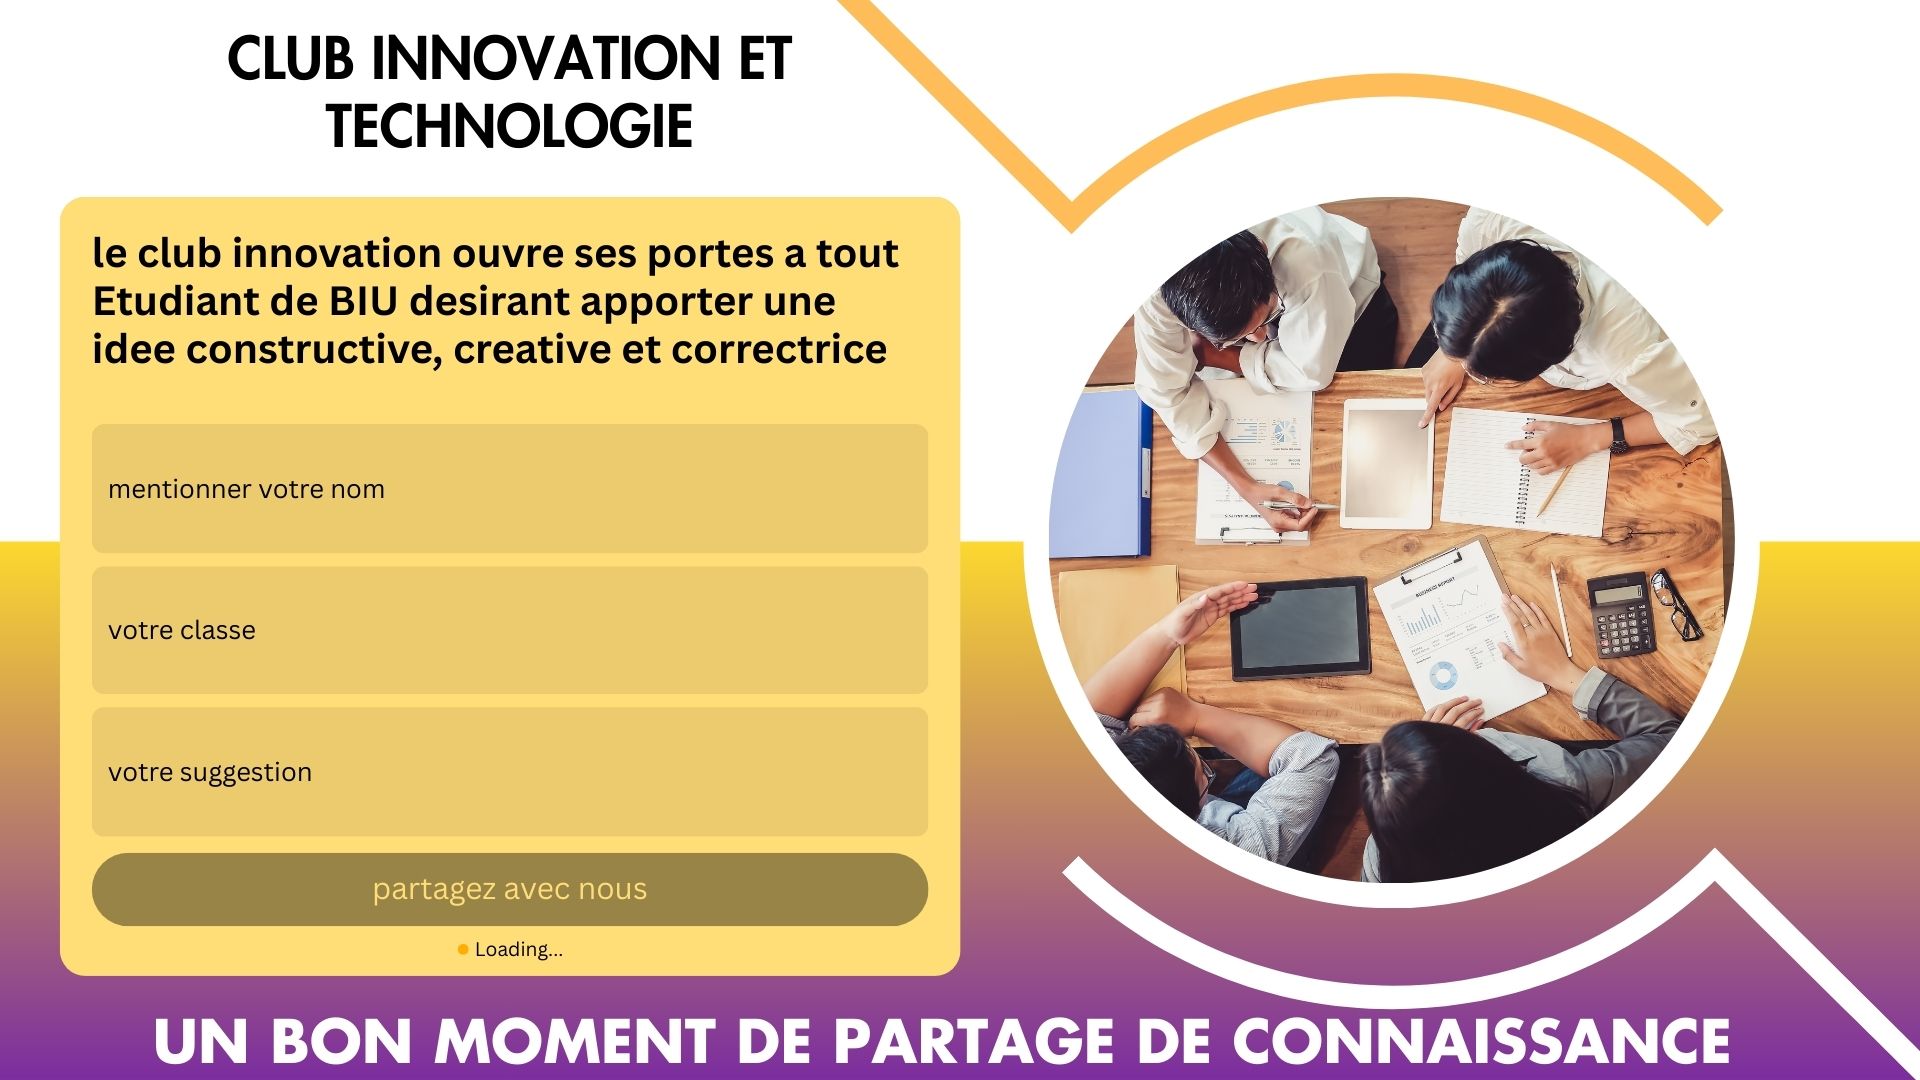 CLUB INNOVATION ET
TECHNOLOGIE
le club innovation ouvre ses portes a tout
Etudiant de BIU desirant apporter une
idee constructive, creative et correctrice
mentionner votre nom
votre classe
votre suggestion
partagez avec nous
Loading...
BUSINESS REPORT
UN BON MOMENT DE PARTAGE DE CONNAISSANCE